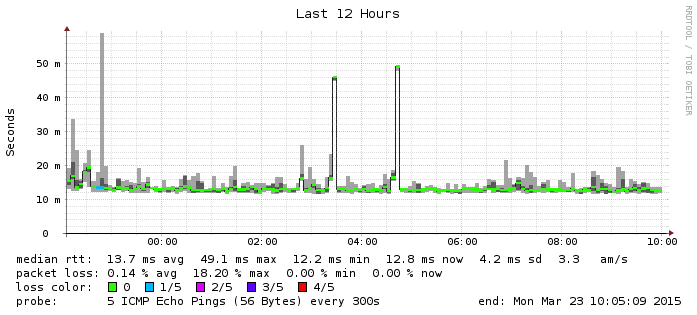 Last 12 Hours
RRDTOOL / TOBI OETIKER
Seconds
50 m
40 m
30 m
20 m
10 m
0
00:00 02:00 04:00 06:00 08:00 10:00
median rtt: 13.7 ms avg 49.1 ms max 12.2 ms min 12.8 ms now 4.2 ms sd 3.3 am/s
packet loss: 0.14 % avg 18.20 % max 0.00 % min 0.00 % now
loss color: 0 1/5 2/5 3/5 4/5
probe: 5 ICMP Echo Pings (56 Bytes) every 300s end: Mon Mar 23 10:05:09 2015